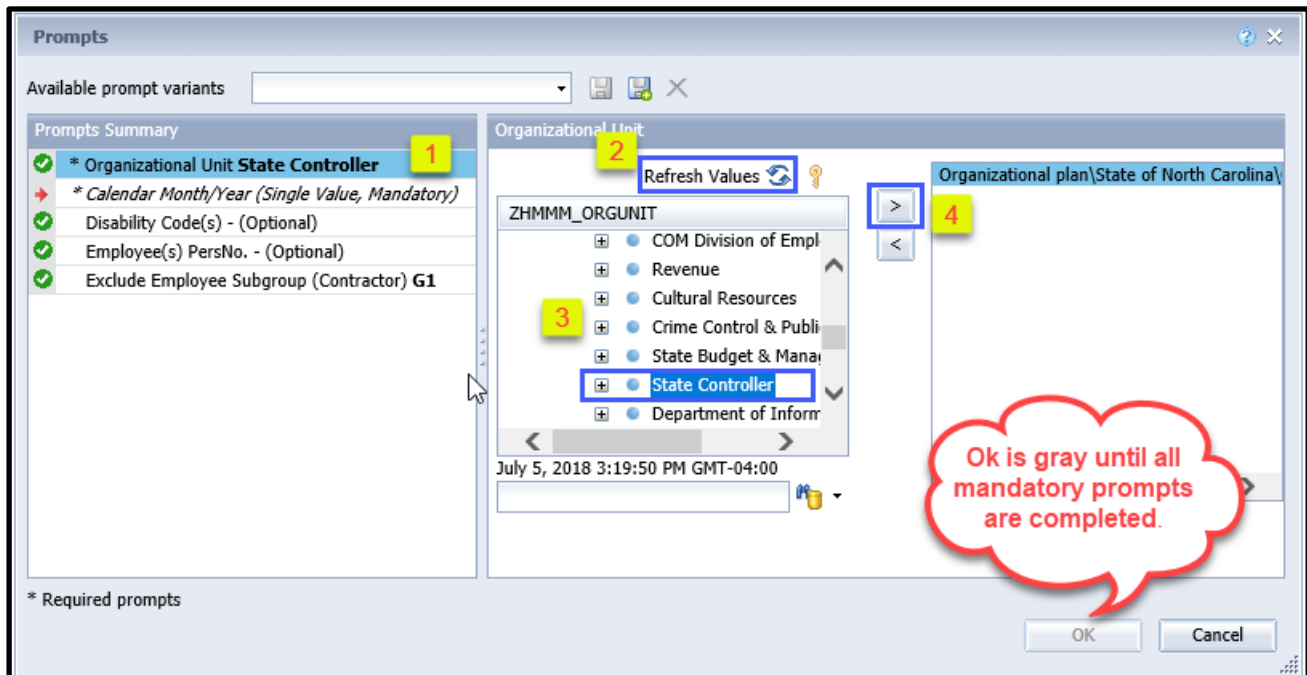 Prompts
Available prompt variants
Prompts Summary
* Organizational Unit State Controller
1
* Calendar Month/Year (Single Value, Mandatory)
Disability Code(s) - (Optional)
Employee(s) PersNo. - (Optional)
Exclude Employee Subgroup (Contractor) G1
Organizational Unit
2
Refresh Values
ZHMMM_ORGUNIT
COM Division of Empl
Revenue
Cultural Resources
3
Crime Control & Publi
State Budget & Manag
State Controller
Department of Inform
July 5, 2018 3:19:50 PM GMT-04:00
>
4
<
Organizational plan\State of North Carolina\
Ok is gray until all
mandatory prompts
are completed.
* Required prompts
OK
Cancel